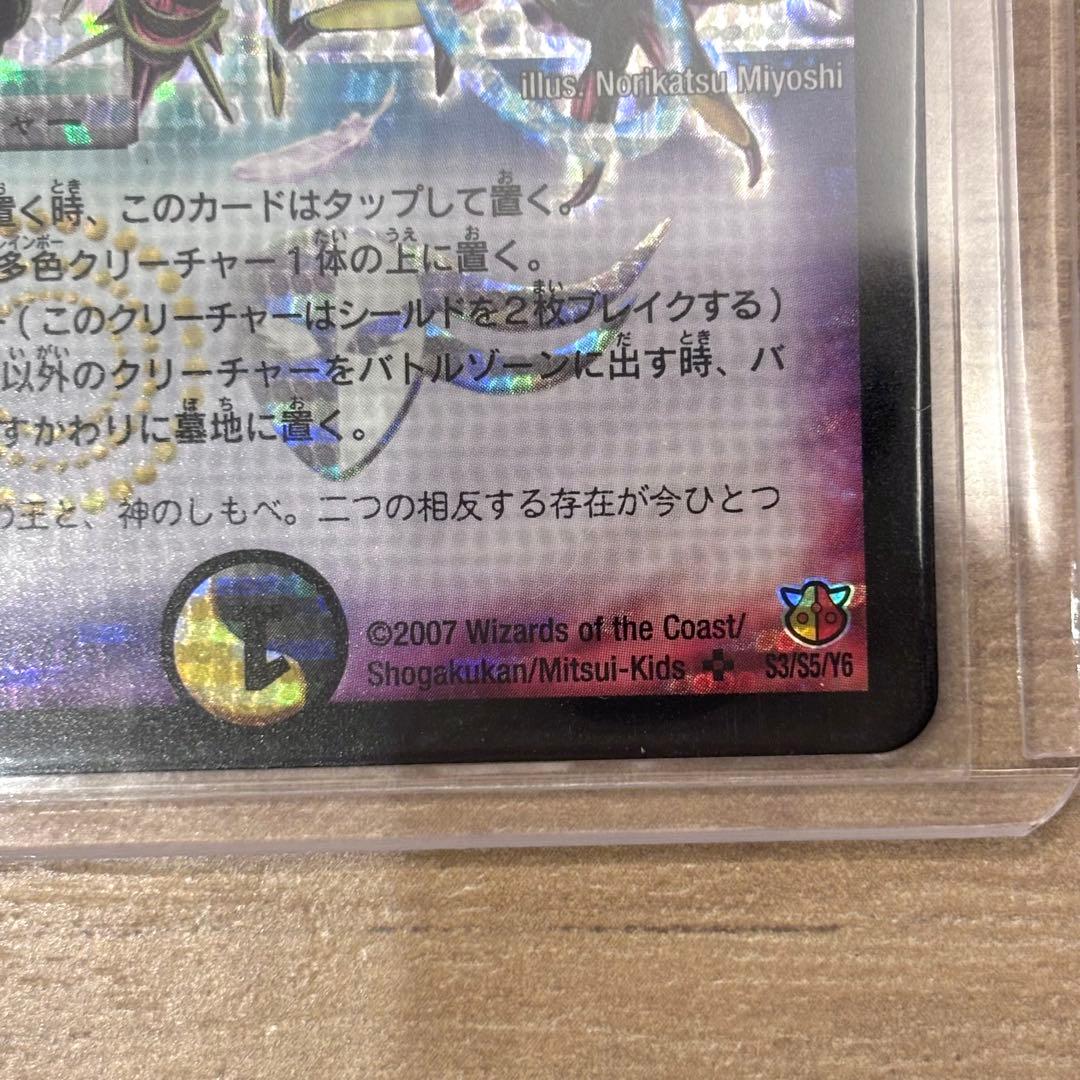 illus. Norikatsu Miyoshi
ャー
置く時、このカードはタップして置く。
多色クリーチャー1体の上に置く。
(このクリーチャーはシールドを2枚ブレイクする)
以外のクリーチャーをバトルゾーンに出す時、バ
すかわりに墓地に置く。
王と、神のしもべ。二つの相反する存在が今ひとつ
©2007 Wizards of the Coast/
Shogakukan/Mitsui-Kids
S3/S5/Y6